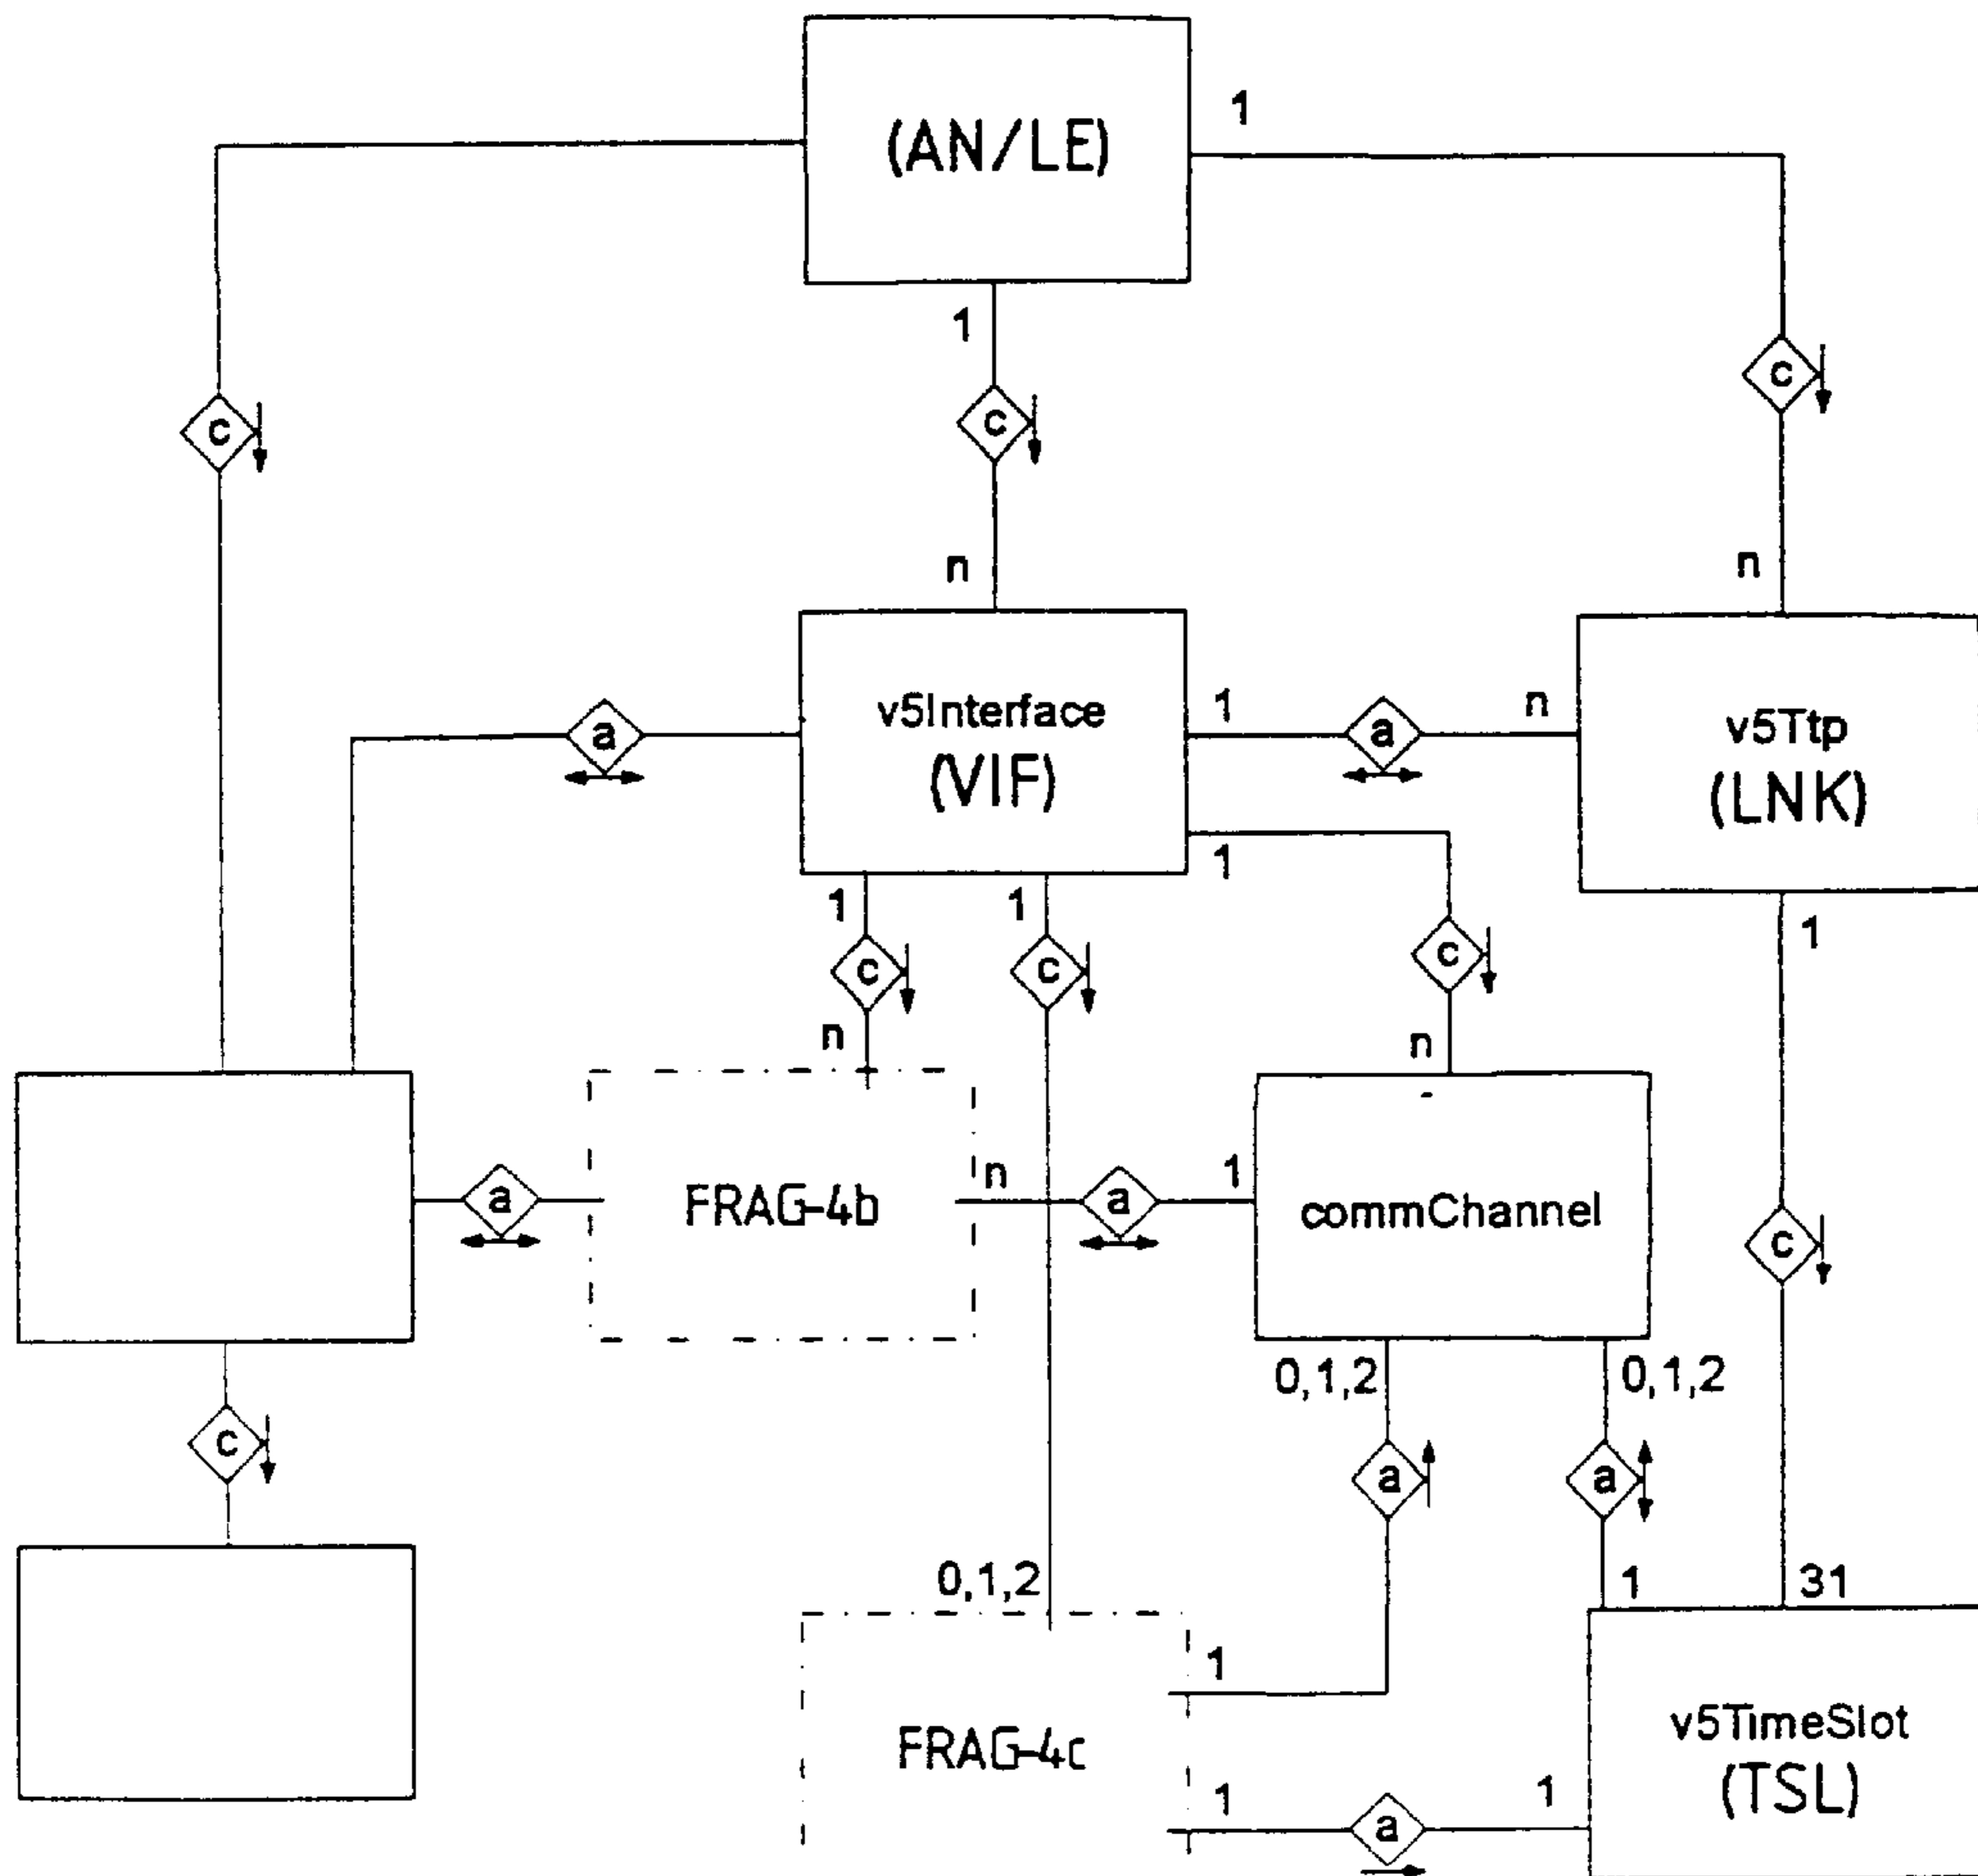 (AN/LE)
1
1
c
c
c
n
n
v5Interface
(VIF)
1
a
n
v5Ttp
(LNK)
a
1
1
1
1
c
c
c
n
n
FRAG-4b
a
n
a
1
commChannel
c
0,1,2
0,1,2
c
a
a
0,1,2
1
31
1
FRAG-4c
v5TimeSlot
(TSL)
1
a
1